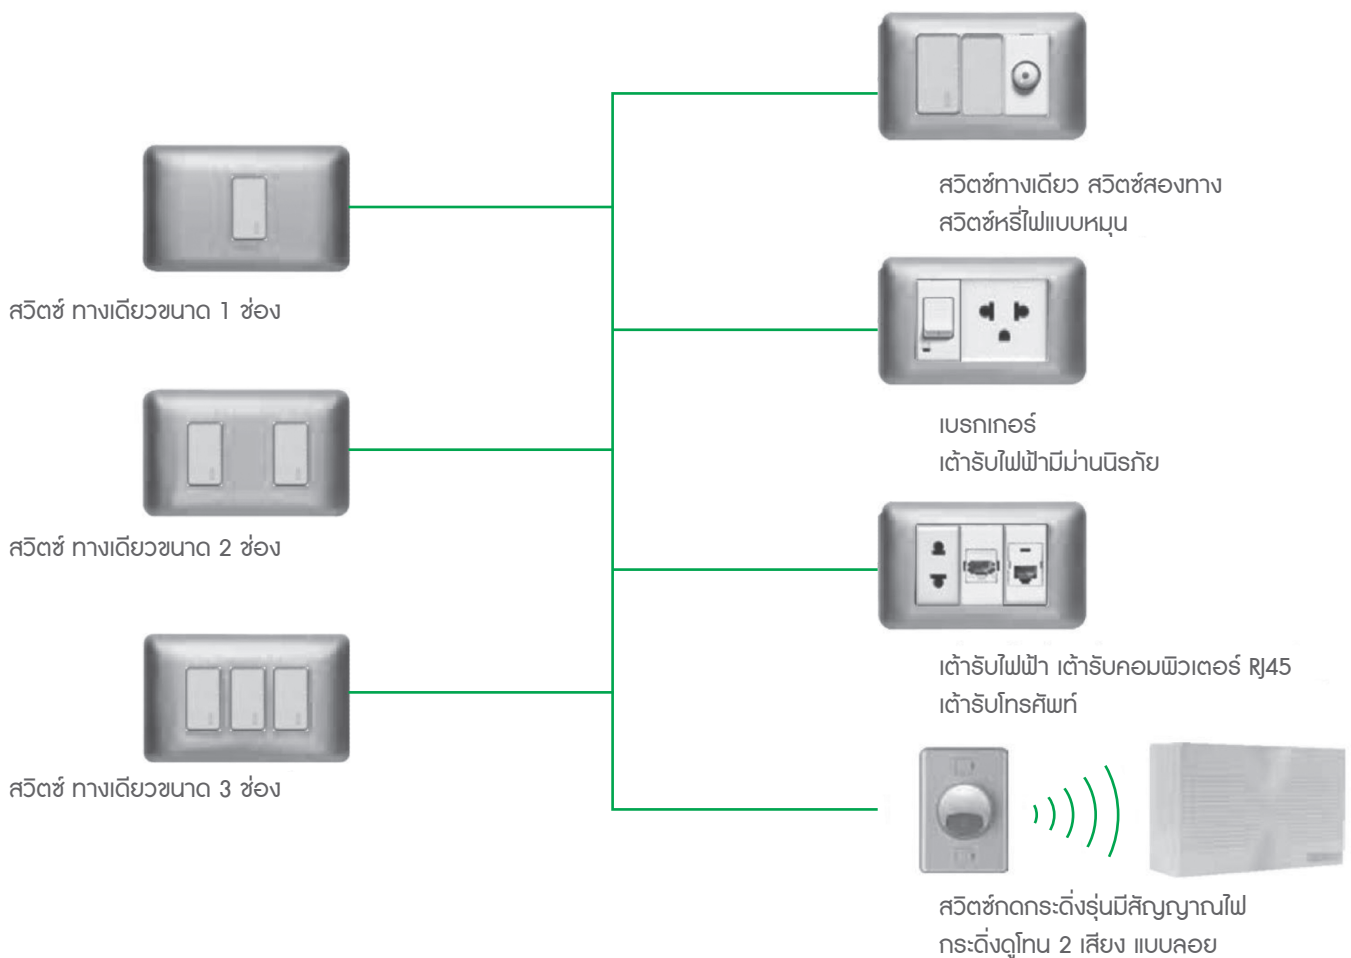 สวิตซ์ ทางเดียวขนาด 1 ช่อง
สวิตซ์ ทางเดียวขนาด 2 ช่อง
สวิตซ์ ทางเดียวขนาด 3 ช่อง
สวิตซ์ทางเดียว สวิตซ์สองทาง
สวิตซ์หรี่ไฟแบบหมุน
เบรกเกอร์
เต้ารับไฟฟ้ามีม่านนิรภัย
เต้ารับไฟฟ้า เต้ารับคอมพิวเตอร์ RJ45
เต้ารับโทรศัพท์
สวิตซ์กดกระดิ่งรุ่นมีสัญญาณไฟ
กระดิ่งดูโทน 2 เสียง แบบลอย